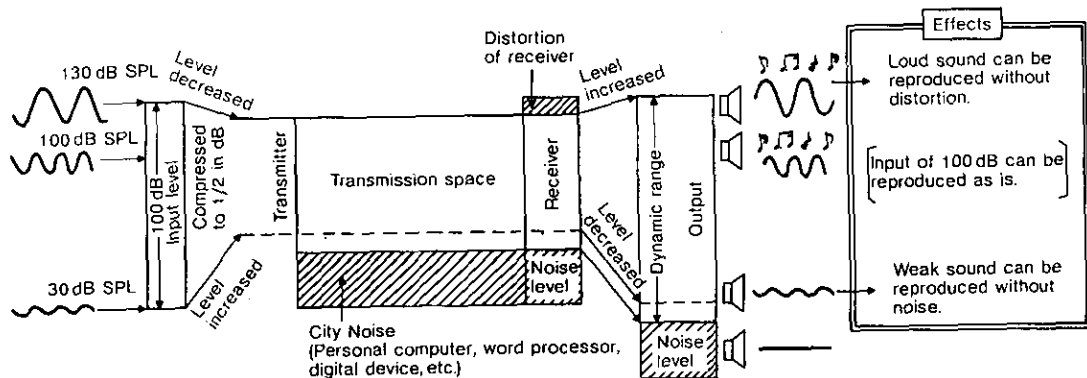 130 dB SPL
100 dB SPL
30 dB SPL
100 dB
Input level
Level
decreased
Compressed
to 1/2 in dB
Level
increased
Transmitter
Transmission space
City Noise
(Personal computer, word processor,
digital device, etc.)
Distortion
of receiver
Receiver
Noise
level
Level
increased
Level
decreased
Dynamic range
Output
Noise
level
Effects
Loud sound can be
reproduced without
distortion.
[Input of 100 dB can be
reproduced as is.]
Weak sound can be
reproduced without
noise.